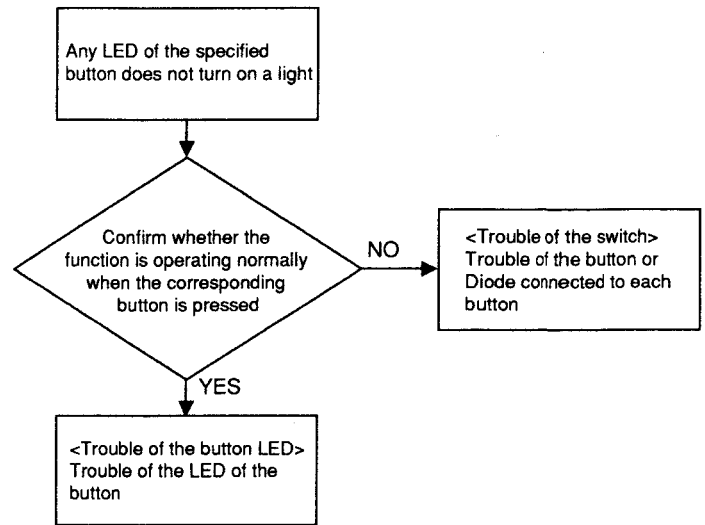 Any LED of the specified
button does not turn on a light
Confirm whether the
function is operating normally
when the corresponding
button is pressed
NO
<Trouble of the switch>
Trouble of the button or
Diode connected to each
button
YES
<Trouble of the button LED>
Trouble of the LED of the
button